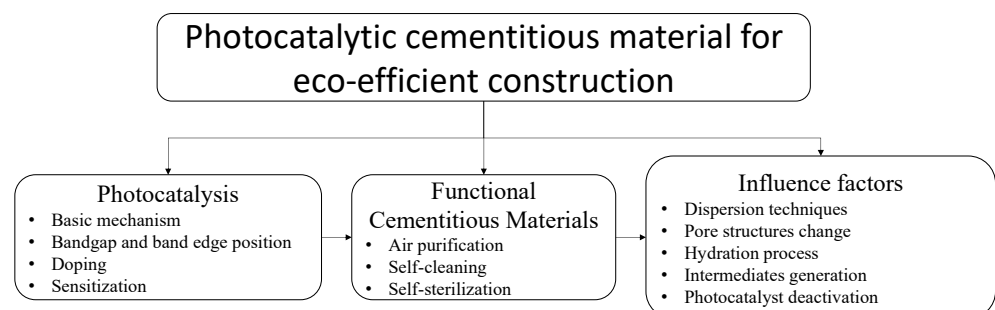 Photocatalytic cementitious material for
eco-efficient construction
Photocatalysis
• Basic mechanism
• Bandgap and band edge position
• Doping
• Sensitization
Functional
Cementitious Materials
• Air purification
• Self-cleaning
• Self-sterilization
Influence factors
• Dispersion techniques
• Pore structures change
• Hydration process
• Intermediates generation
• Photocatalyst deactivation